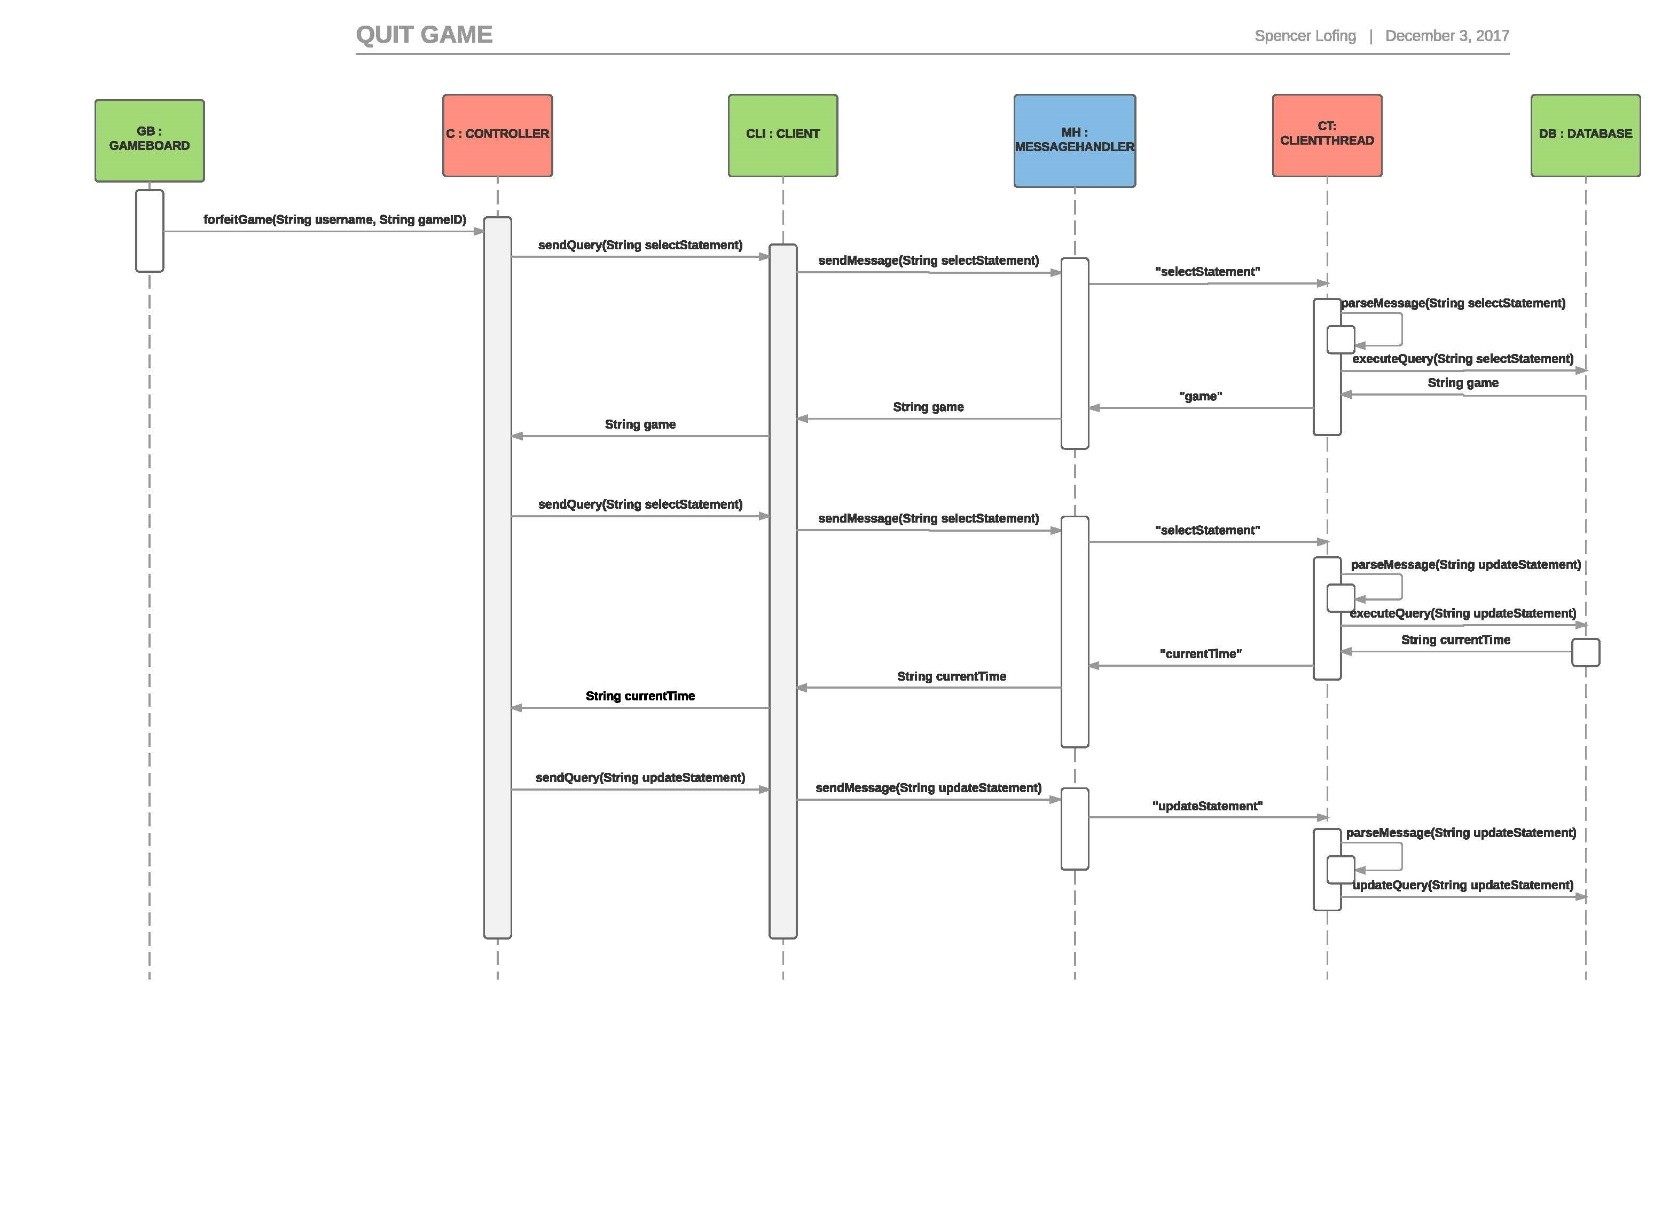 QUIT GAME
Spencer Lofing | December 3, 2017
GB :
GAMEBOARD
C : CONTROLLER
CLI : CLIENT
MH :
MESSAGEHANDLER
CT:
CLIENTTHREAD
DB : DATABASE
forfeitGame(String username, String gameID)
sendQuery(String selectStatement)
sendMessage(String selectStatement)
"selectStatement"
parseMessage(String selectStatement)
executeQuery(String selectStatement)
String game
"game"
String game
String game
sendQuery(String selectStatement)
sendMessage(String selectStatement)
"selectStatement"
parseMessage(String updateStatement)
executeQuery(String updateStatement)
String currentTime
"currentTime"
String currentTime
String currentTime
sendQuery(String updateStatement)
sendMessage(String updateStatement)
"updateStatement"
parseMessage(String updateStatement)
updateQuery(String updateStatement)